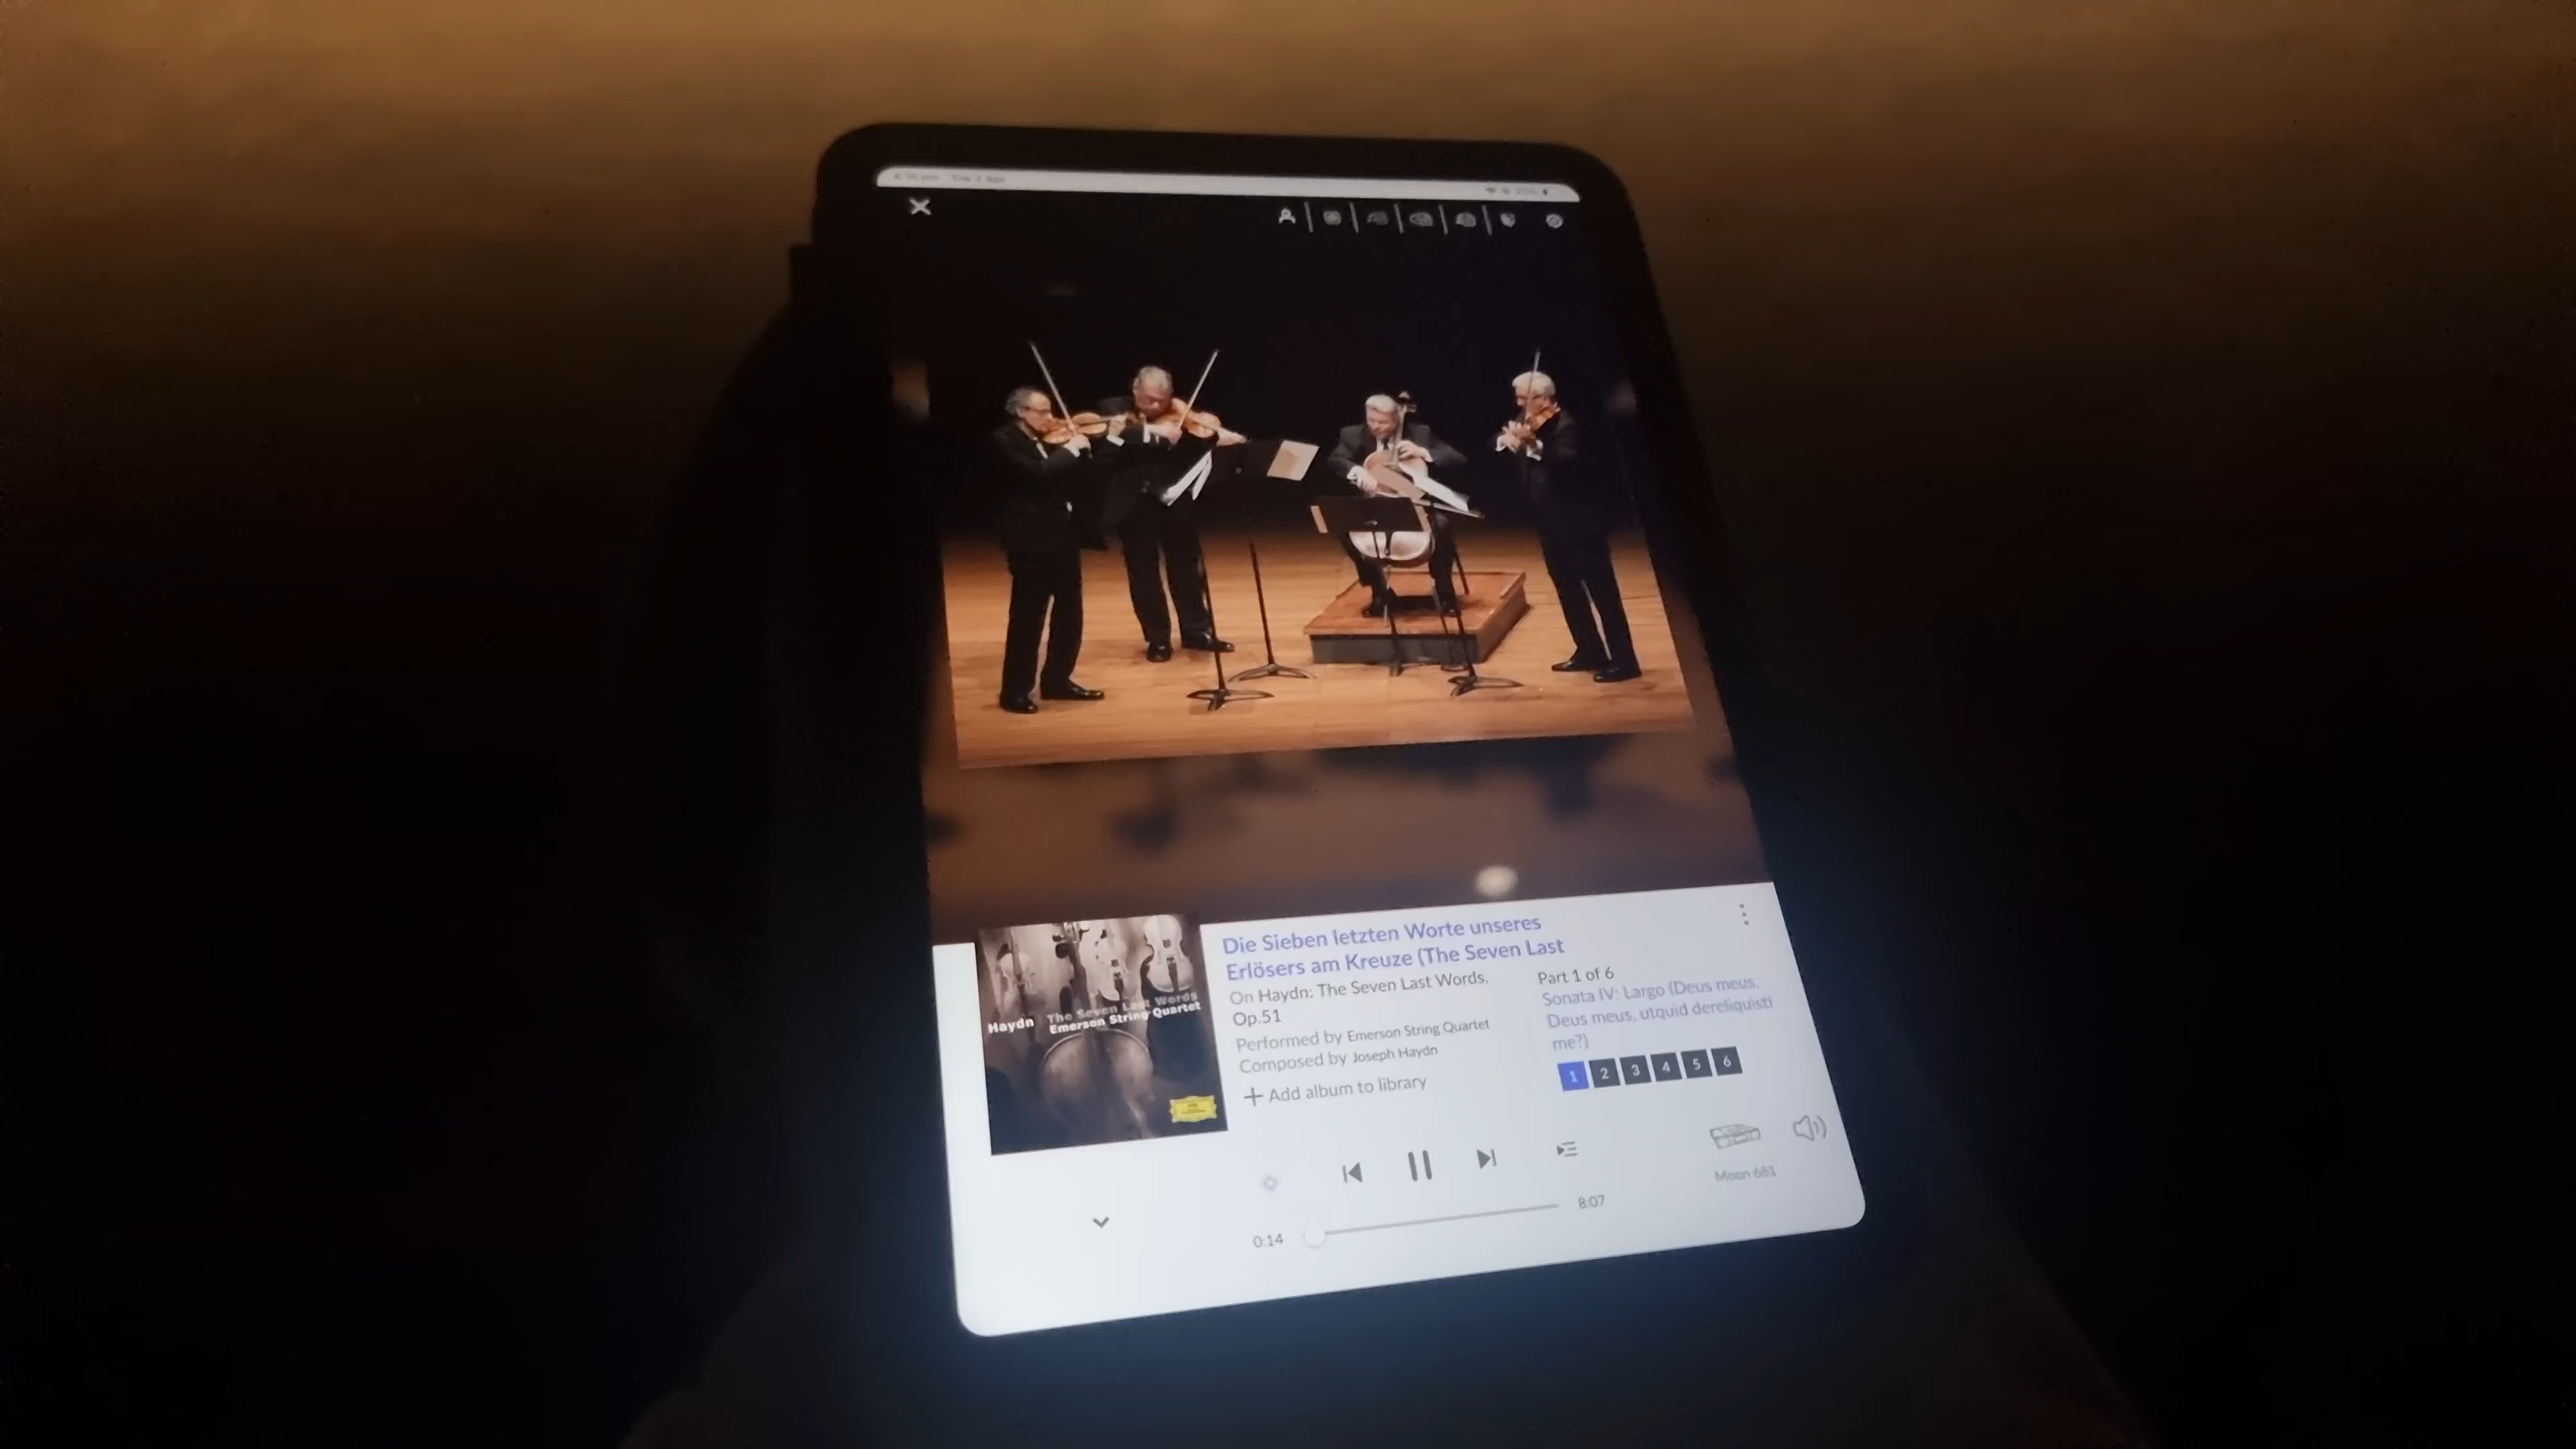 Die Sieben letzten Worte unseres
Erlösers am Kreuze (The Seven Last
On Haydn: The Seven Last Words,
Op.51
Performed by Emerson String Quartet
Composed by Joseph Haydn
+ Add album to library
Part 1 of 6
Sonata IV: Largo (Deus meus,
Deus meus, utquid dereliquisti
me?)
1 2 3 4 5 6
Haydn
The Seven Last Words
Emerson String Quartet
Moon 681
0:14
8:07